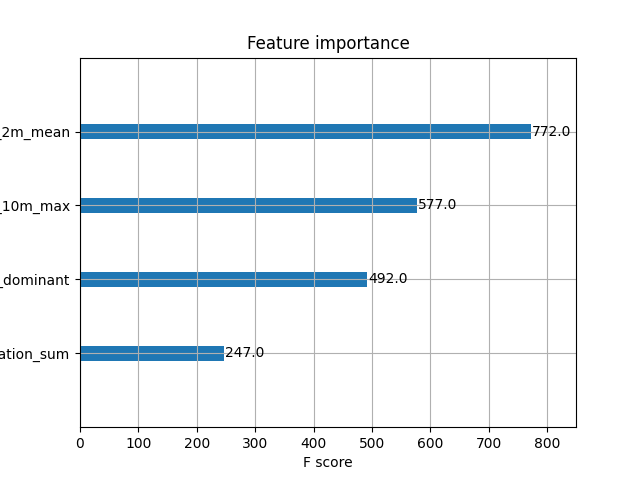 Feature importance
_2m_mean
772.0
_10m_max
577.0
_dominant
492.0
ation_sum
247.0
0 100 200 300 400 500 600 700 800
F score